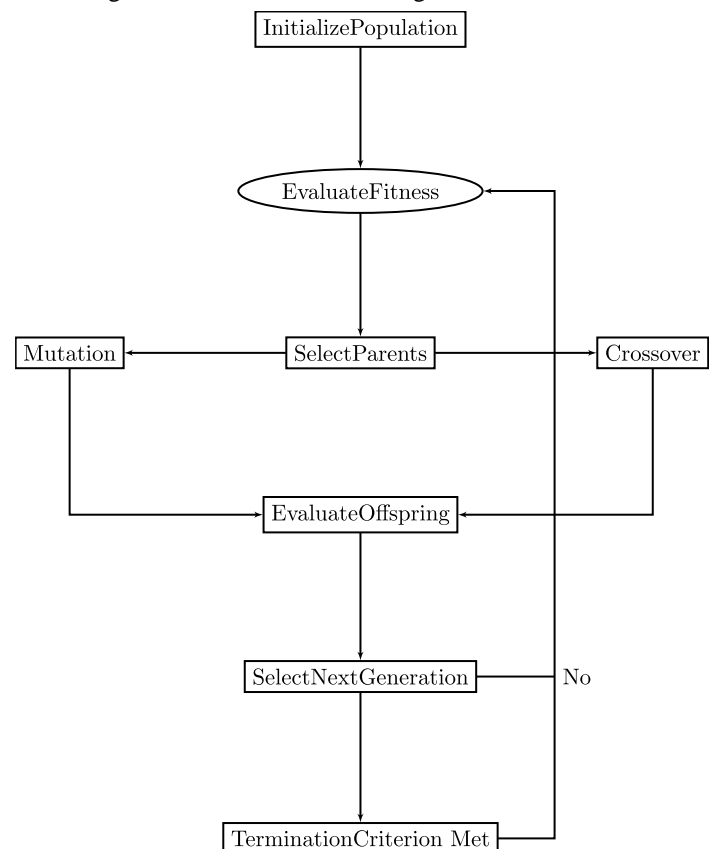 InitializePopulation
EvaluateFitness
Mutation
SelectParents
Crossover
EvaluateOffspring
SelectNextGeneration
No
TerminationCriterion Met